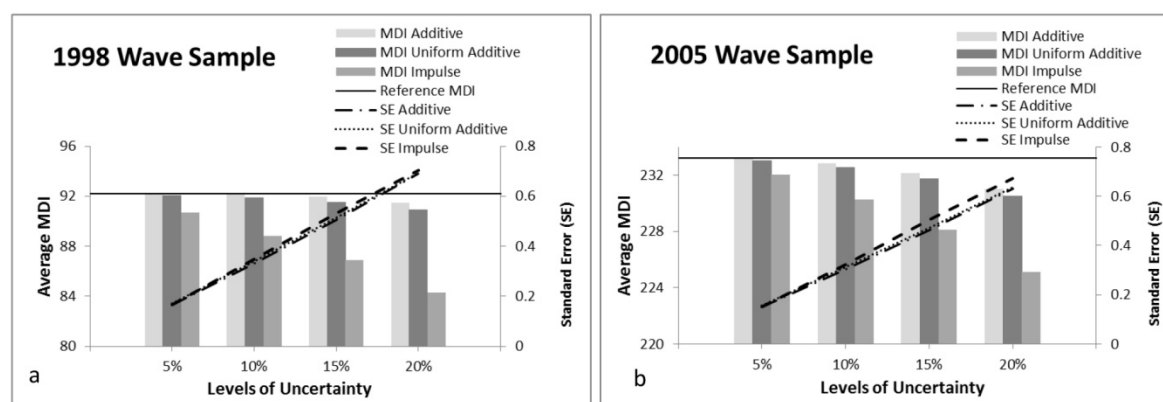 1998 Wave Sample
MDI Additive
MDI Uniform Additive
MDI Impulse
Reference MDI
SE Additive
SE Uniform Additive
SE Impulse
Average MDI
96
92
88
84
80
0.8
0.6
0.4
0.2
0
Standard Error (SE)
5% 10% 15% 20%
Levels of Uncertainty
a
2005 Wave Sample
MDI Additive
MDI Uniform Additive
MDI Impulse
Reference MDI
SE Additive
SE Uniform Additive
SE Impulse
Average MDI
232
228
224
220
0.8
0.6
0.4
0.2
0
Standard Error (SE)
5% 10% 15% 20%
Levels of Uncertainty
b